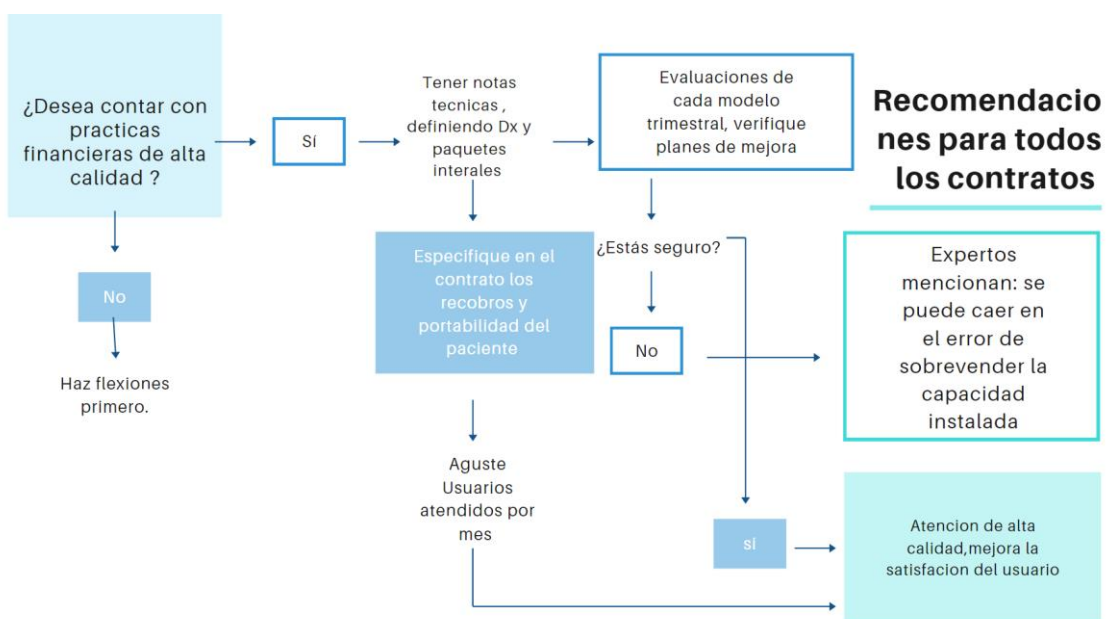 ¿Desea contar con
practicas
financieras de alta
calidad ?
Sí
Tener notas
tecnicas ,
definiendo Dx y
paquetes
interales
Evaluaciones de
cada modelo
trimestral, verifique
planes de mejora
Recomendacio
nes para todos
los contratos
No
Haz flexiones
primero.
Especifique en el
contrato los
recobros y
portabilidad del
paciente
¿Estás seguro?
No
Expertos
mencionan: se
puede caer en
el error de
sobrevender la
capacidad
instalada
Aguste
Usuarios
atendidos por
mes
sí
Atencion de alta
calidad,mejora la
satisfacion del usuario